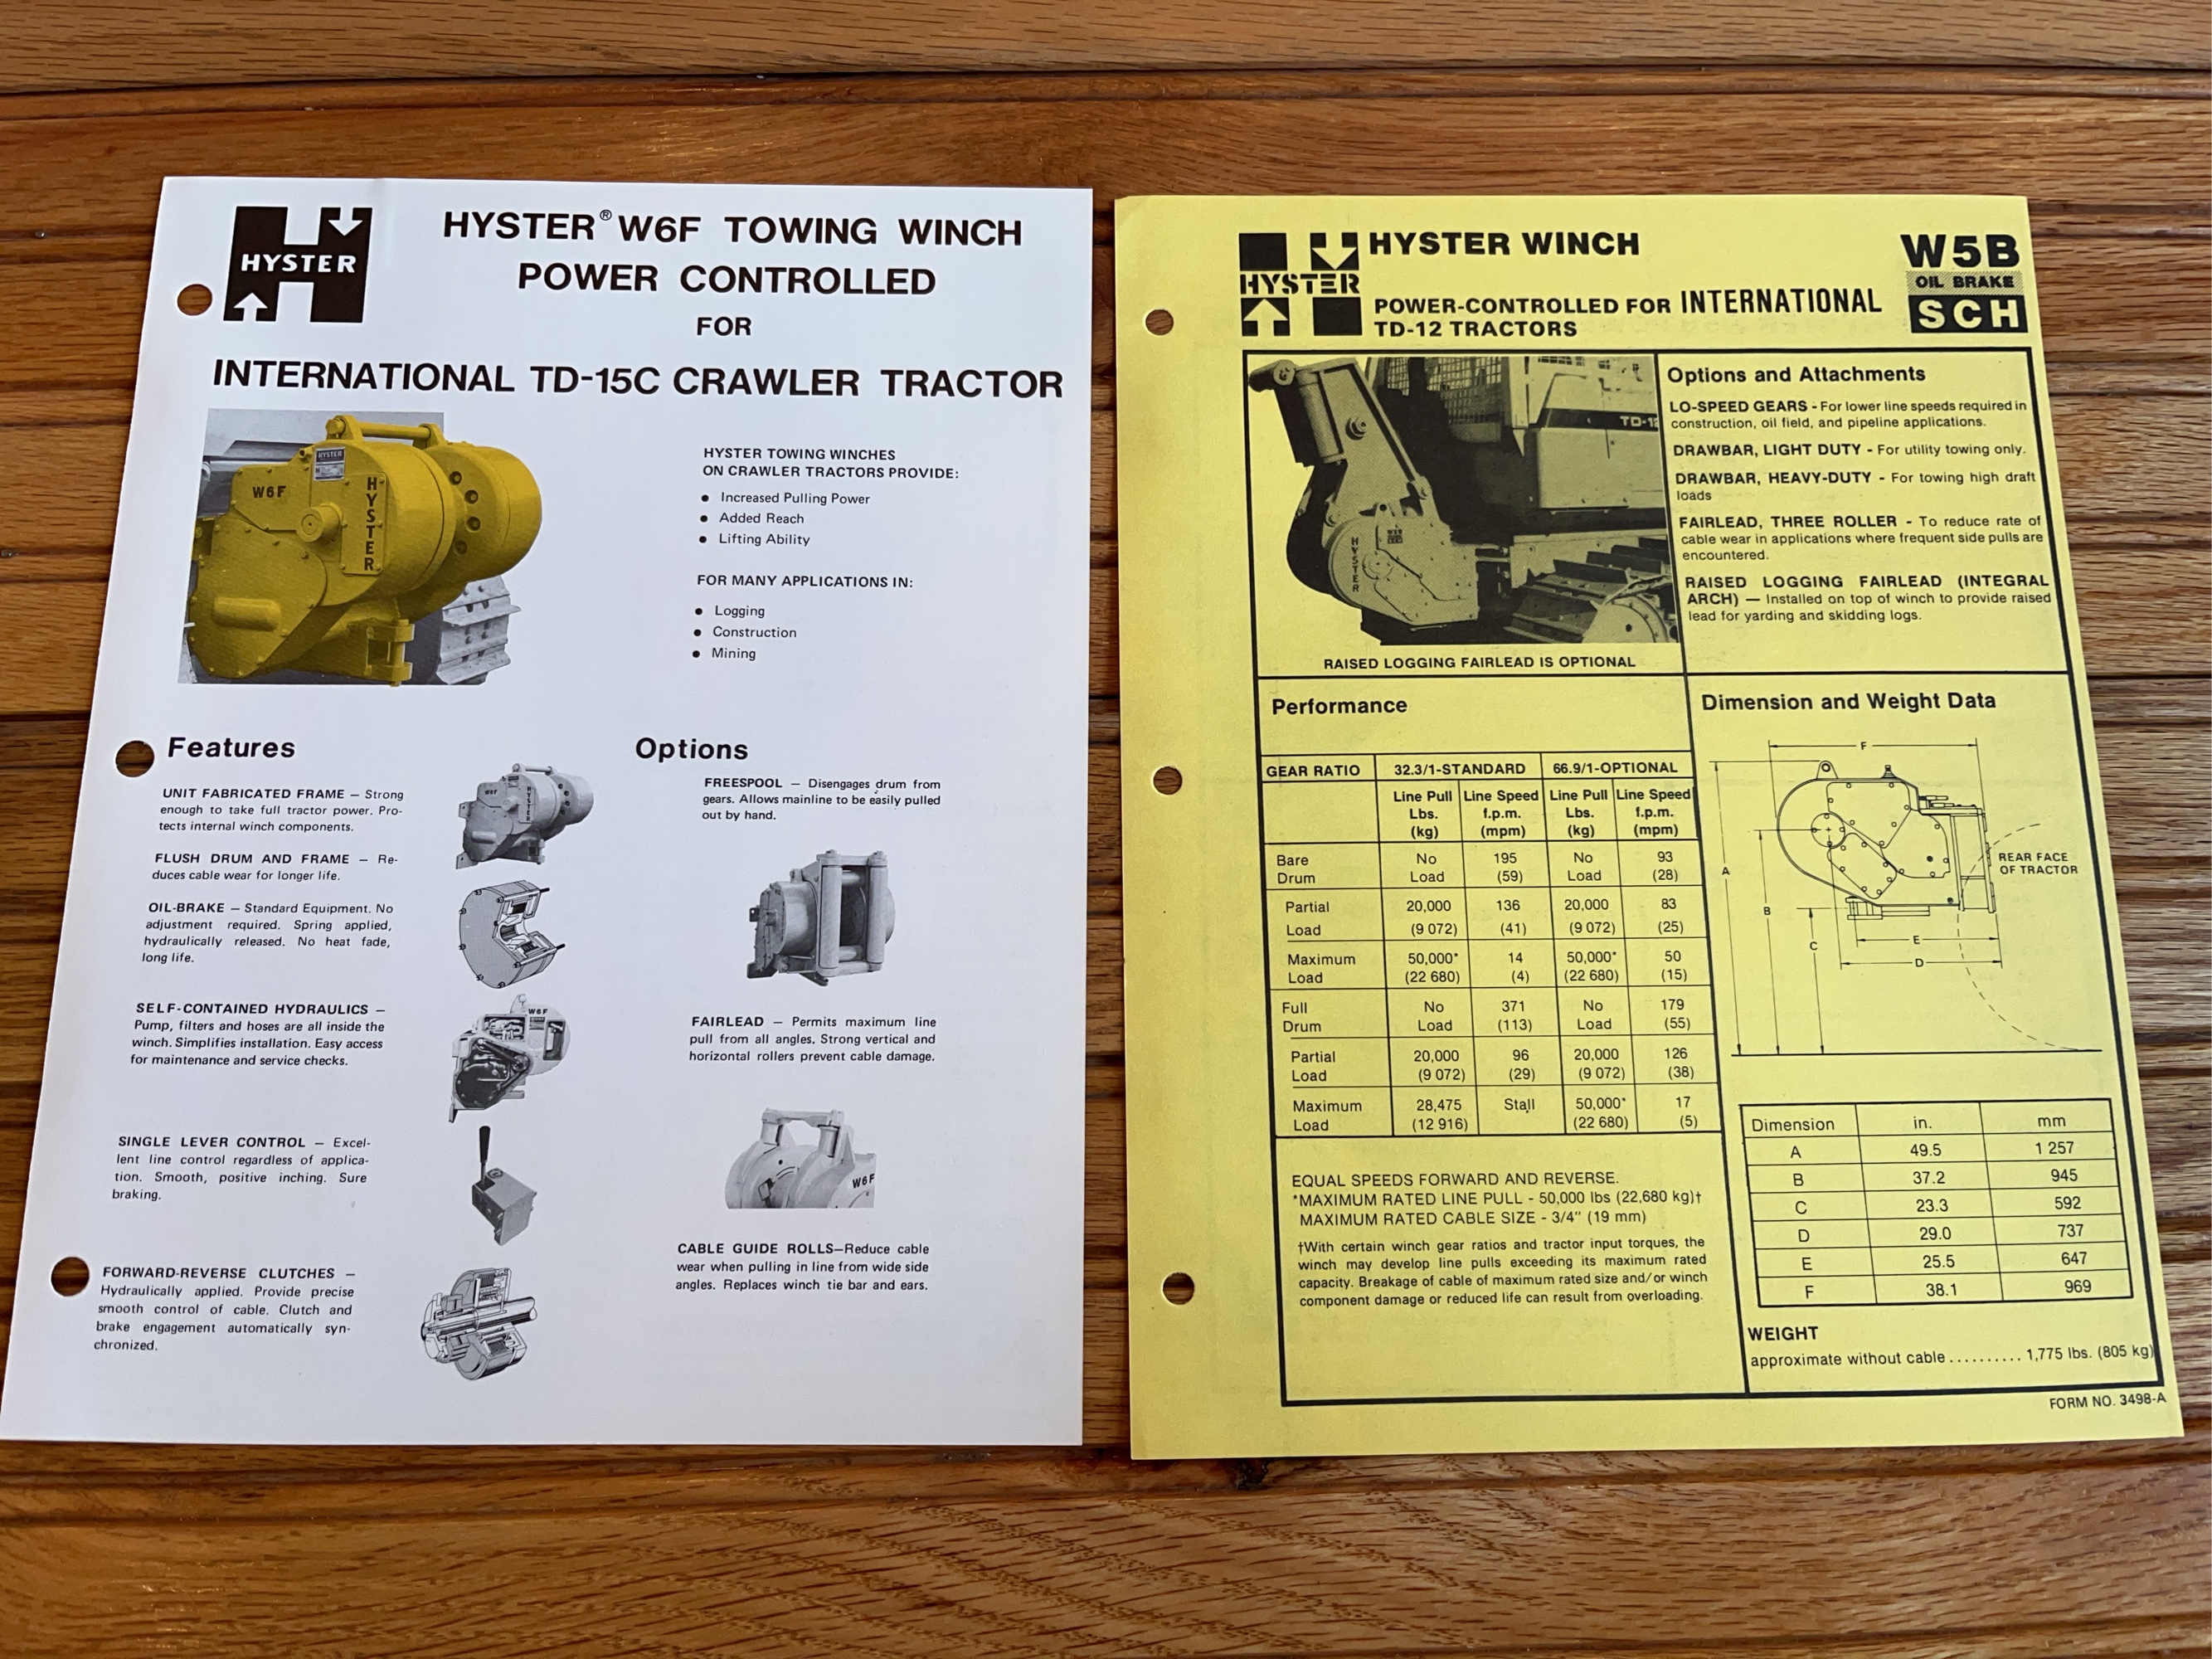 HYSTER
HYSTER® W6F TOWING WINCH
POWER CONTROLLED
FOR
INTERNATIONAL TD-15C CRAWLER TRACTOR
HYSTER
W6F
HYSTER
HYSTER TOWING WINCHES
ON CRAWLER TRACTORS PROVIDE:
● Increased Pulling Power
● Added Reach
● Lifting Ability
FOR MANY APPLICATIONS IN:
● Logging
● Construction
● Mining
Features
UNIT FABRICATED FRAME — Strong
enough to take full tractor power. Pro-
tects internal winch components.
FLUSH DRUM AND FRAME — Re-
duces cable wear for longer life.
OIL-BRAKE — Standard Equipment. No
adjustment required. Spring applied,
hydraulically released. No heat fade,
long life.
SELF-CONTAINED HYDRAULICS —
Pump, filters and hoses are all inside the
winch. Simplifies installation. Easy access
for maintenance and service checks.
SINGLE LEVER CONTROL — Excel-
lent line control regardless of applica-
tion. Smooth, positive inching. Sure
braking.
FORWARD-REVERSE CLUTCHES —
Hydraulically applied. Provide precise
smooth control of cable. Clutch and
brake engagement automatically syn-
chronized.
W6F
HYSTER
W6F
Options
FREESPOOL — Disengages drum from
gears. Allows mainline to be easily pulled
out by hand.
FAIRLEAD — Permits maximum line
pull from all angles. Strong vertical and
horizontal rollers prevent cable damage.
W6F
CABLE GUIDE ROLLS—Reduce cable
wear when pulling in line from wide side
angles. Replaces winch tie bar and ears.
HYSTER
HYSTER WINCH
POWER-CONTROLLED FOR INTERNATIONAL
TD-12 TRACTORS
W5B
OIL BRAKE
SCH
TD-12
HYSTER
RAISED LOGGING FAIRLEAD IS OPTIONAL
Options and Attachments
LO-SPEED GEARS - For lower line speeds required in
construction, oil field, and pipeline applications.
DRAWBAR, LIGHT DUTY - For utility towing only.
DRAWBAR, HEAVY-DUTY - For towing high draft
loads
FAIRLEAD, THREE ROLLER - To reduce rate of
cable wear in applications where frequent side pulls are
encountered.
RAISED LOGGING FAIRLEAD (INTEGRAL
ARCH) — Installed on top of winch to provide raised
lead for yarding and skidding logs.
Performance
GEAR RATIO 32.3/1-STANDARD 66.9/1-OPTIONAL
Line Pull Line Speed Line Pull Line Speed
Lbs. f.p.m. Lbs. f.p.m.
(kg) (mpm) (kg) (mpm)
Bare No 195 No 93
Drum Load (59) Load (28)
Partial 20,000 136 20,000 83
Load (9 072) (41) (9 072) (25)
Maximum 50,000* 14 50,000* 50
Load (22 680) (4) (22 680) (15)
Full No 371 No 179
Drum Load (113) Load (55)
Partial 20,000 96 20,000 126
Load (9 072) (29) (9 072) (38)
Maximum 28,475 Stall 50,000* 17
Load (12 916) (22 680) (5)
EQUAL SPEEDS FORWARD AND REVERSE.
*MAXIMUM RATED LINE PULL - 50,000 lbs (22,680 kg)†
MAXIMUM RATED CABLE SIZE - 3/4" (19 mm)
†With certain winch gear ratios and tractor input torques, the
winch may develop line pulls exceeding its maximum rated
capacity. Breakage of cable of maximum rated size and/or winch
component damage or reduced life can result from overloading.
Dimension and Weight Data
F
A
REAR FACE
OF TRACTOR
B
C
E
D
Dimension in. mm
A 49.5 1 257
B 37.2 945
C 23.3 592
D 29.0 737
E 25.5 647
F 38.1 969
WEIGHT
approximate without cable .......... 1,775 lbs. (805 kg)
FORM NO. 3498-A